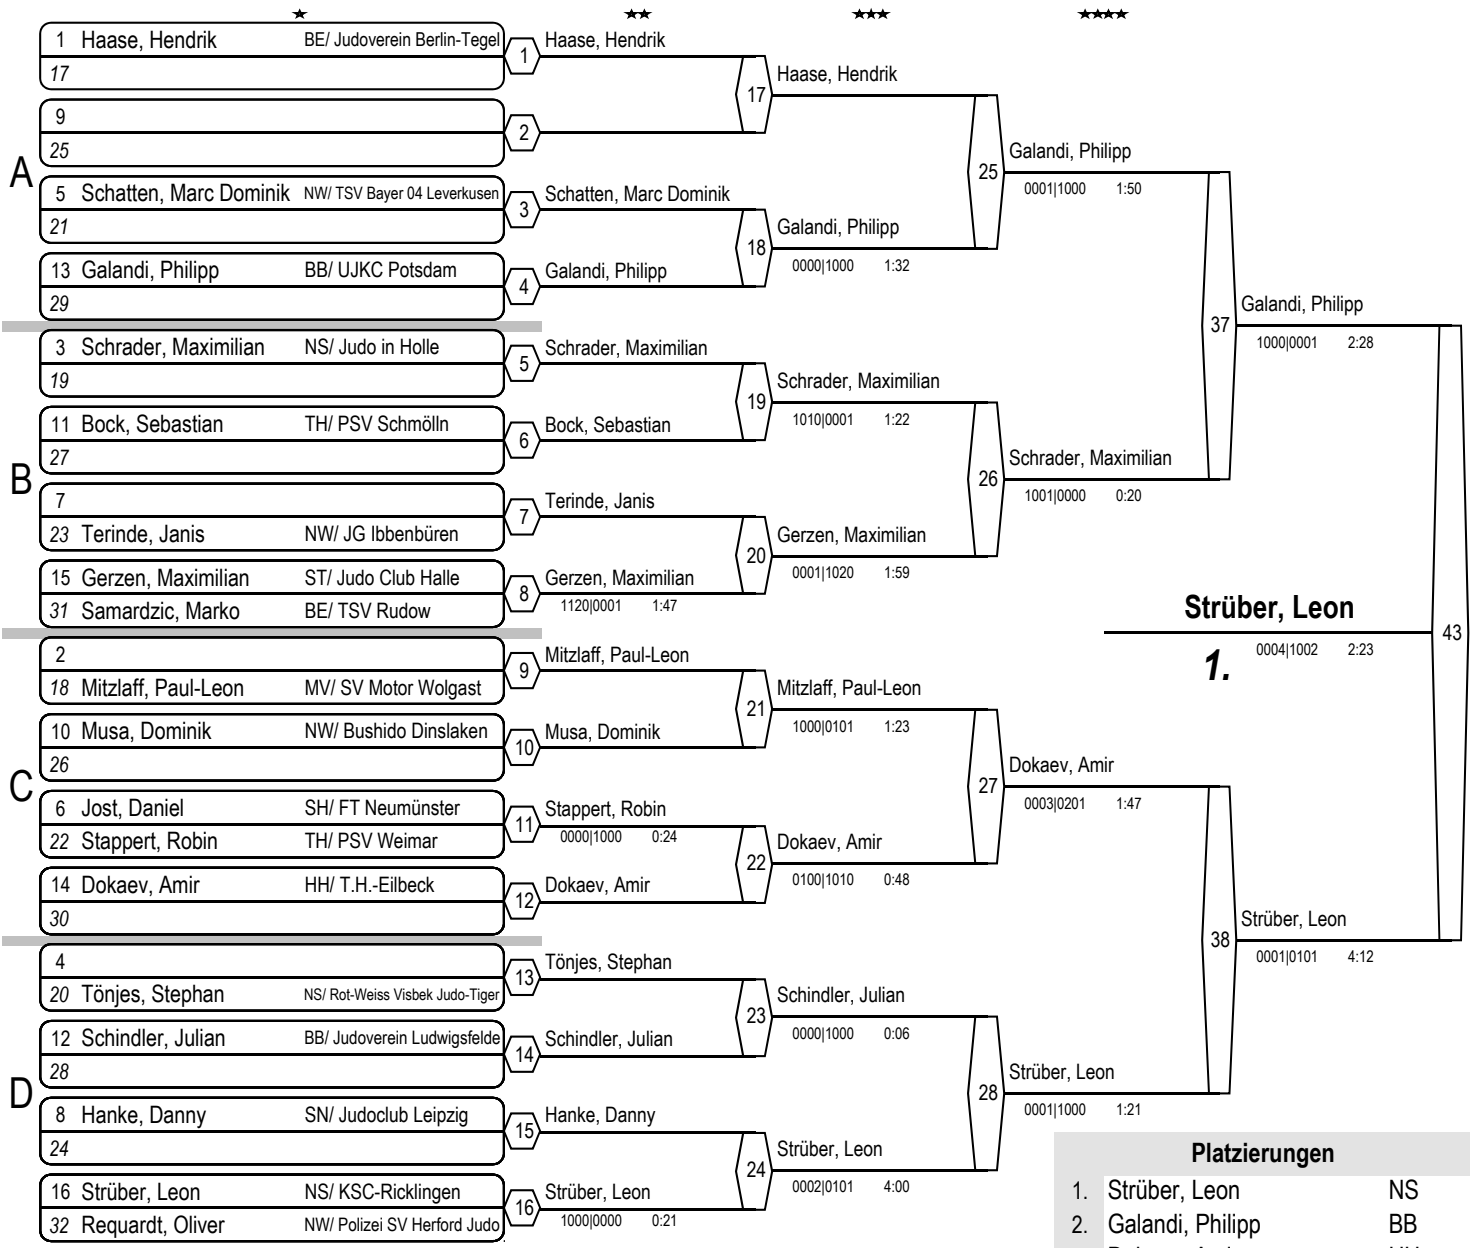 A
1 Haase, Hendrik BE/ Judoverein Berlin-Tegel
17
9
25
5 Schatten, Marc Dominik NW/ TSV Bayer 04 Leverkusen
21
13 Galandi, Philipp BB/ UJKC Potsdam
29
B
3 Schrader, Maximilian NS/ Judo in Holle
19
11 Bock, Sebastian TH/ PSV Schmölln
27
7
23 Terinde, Janis NW/ JG Ibbenbüren
15 Gerzen, Maximilian ST/ Judo Club Halle
31 Samardzic, Marko BE/ TSV Rudow
C
2
18 Mitzlaff, Paul-Leon MV/ SV Motor Wolgast
10 Musa, Dominik NW/ Bushido Dinslaken
26
6 Jost, Daniel SH/ FT Neumünster
22 Stappert, Robin TH/ PSV Weimar
14 Dokaev, Amir HH/ T.H.-Eilbeck
30
D
4
20 Tönjes, Stephan NS/ Rot-Weiss Visbek Judo-Tiger
12 Schindler, Julian BB/ Judoverein Ludwigsfelde
28
8 Hanke, Danny SN/ Judoclub Leipzig
24
16 Strüber, Leon NS/ KSC-Ricklingen
32 Requardt, Oliver NW/ Polizei SV Herford Judo
1 Haase, Hendrik
2
3 Schatten, Marc Dominik
4 Galandi, Philipp
5 Schrader, Maximilian
6 Bock, Sebastian
7 Terinde, Janis
8 Gerzen, Maximilian
1120|0001 1:47
9 Mitzlaff, Paul-Leon
10 Musa, Dominik
11 Stappert, Robin
0000|1000 0:24
12 Dokaev, Amir
13 Tönjes, Stephan
14 Schindler, Julian
15 Hanke, Danny
16 Strüber, Leon
1000|0000 0:21
17 Haase, Hendrik
18 Galandi, Philipp
0000|1000 1:32
19 Schrader, Maximilian
1010|0001 1:22
20 Gerzen, Maximilian
0001|1020 1:59
21 Mitzlaff, Paul-Leon
1000|0101 1:23
22 Dokaev, Amir
0100|1010 0:48
23 Schindler, Julian
0000|1000 0:06
24 Strüber, Leon
0002|0101 4:00
25 Galandi, Philipp
0001|1000 1:50
26 Schrader, Maximilian
1001|0000 0:20
27 Dokaev, Amir
0003|0201 1:47
28 Strüber, Leon
0001|1000 1:21
37 Galandi, Philipp
1000|0001 2:28
38 Strüber, Leon
0001|0101 4:12
43
Strüber, Leon
1. 0004|1002 2:23
Platzierungen
1. Strüber, Leon NS
2. Galandi, Philipp BB